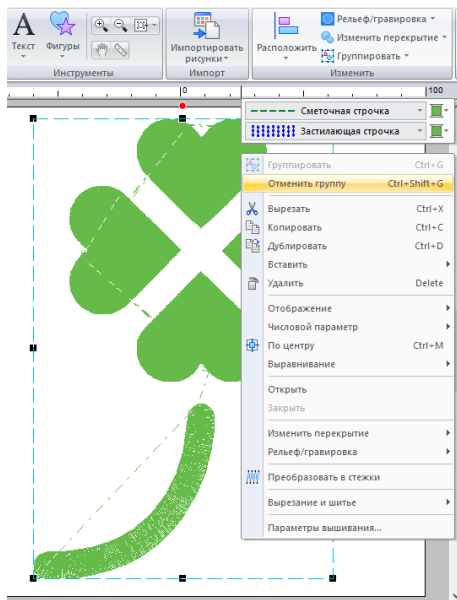 Рельеф/гравировка
Изменить перекрытие
Группировать
Текст
Фигуры
Импортировать
рисунки
Расположить
Инструменты
Импорт
Изменить
0
100
Сметочная строчка
Застилающая строчка
Группировать Ctrl+G
Отменить группу Ctrl+Shift+G
Вырезать Ctrl+X
Копировать Ctrl+C
Дублировать Ctrl+D
Вставить
Удалить Delete
Отображение
Числовой параметр
По центру Ctrl+M
Выравнивание
Открыть
Закрыть
Изменить перекрытие
Рельеф/гравировка
Преобразовать в стежки
Вырезание и шитье
Параметры вышивания...